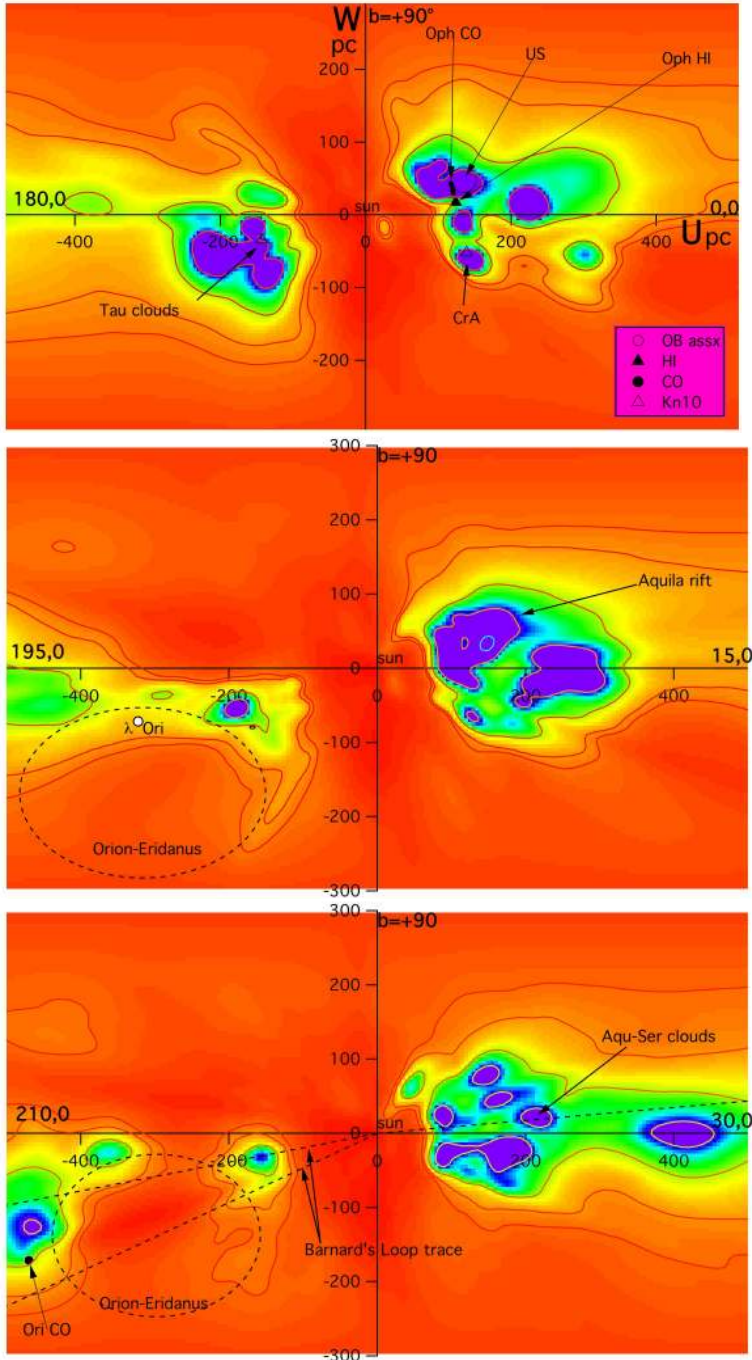 W b=+90°
pc
Oph CO
US
Oph HI
200
100
180,0
0
sun
0,0
-400
-200
0
200
400
U pc
Tau clouds
-100
CrA
-200
OB assx
HI
CO
Kn10
300
b=+90
200
100
Aquila rift
195,0
0
sun
15,0
-400
-200
0
200
400
λ Ori
-100
-200
Orion-Eridanus
-300
300
b=+90
200
100
Aqu-Ser clouds
210,0
0
sun
30,0
-400
-200
0
200
400
-100
Barnard's Loop trace
-200
Orion-Eridanus
Ori CO
-300